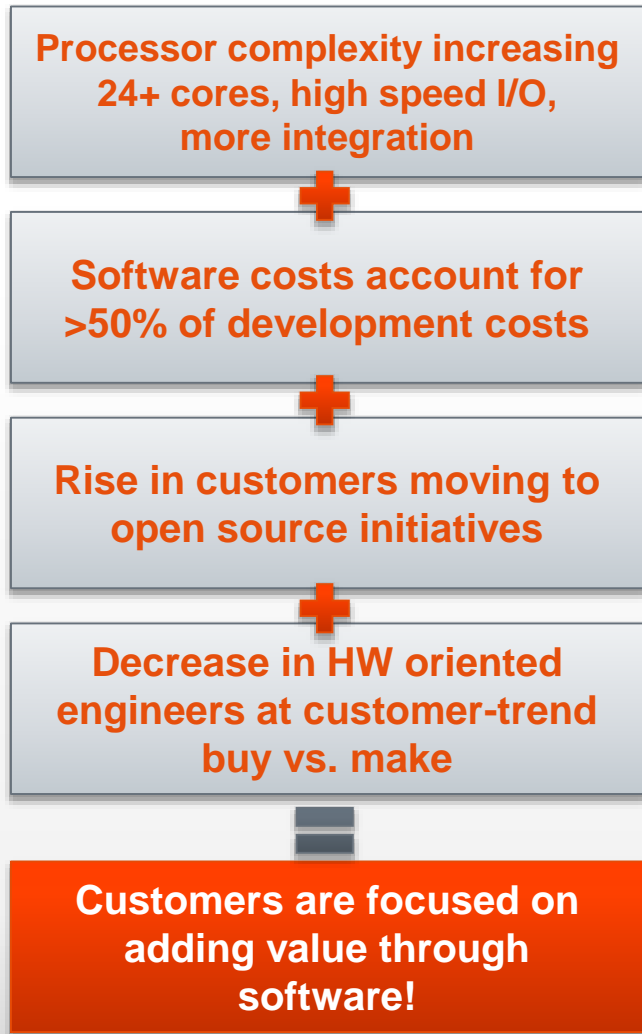 Processor complexity increasing
24+ cores, high speed I/O,
more integration
Software costs account for
>50% of development costs
Rise in customers moving to
open source initiatives
Decrease in HW oriented
engineers at customer-trend
buy vs. make
Customers are focused on
adding value through
software!